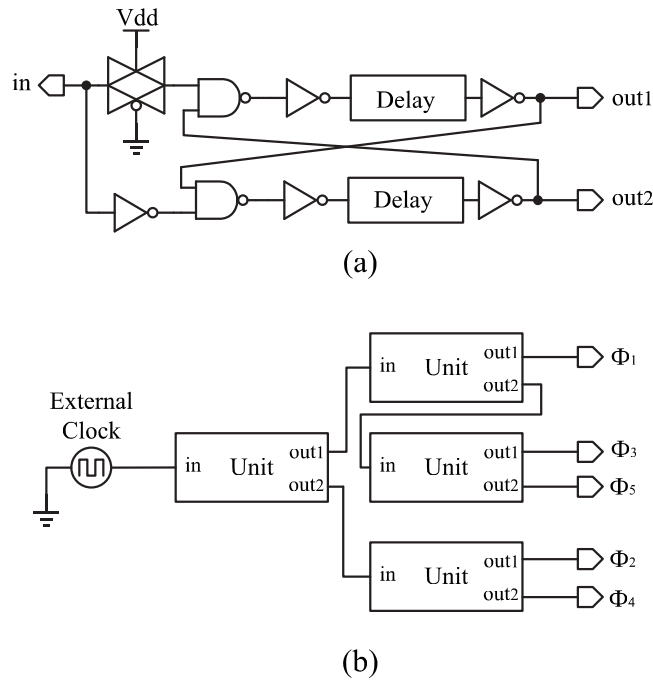 Vdd
in
Delay
out1
Delay
out2
(a)
in
Unit
out1
out2
Φ1
External
Clock
in
Unit
out1
out2
in
Unit
out1
out2
Φ3
Φ5
in
Unit
out1
out2
Φ2
Φ4
(b)